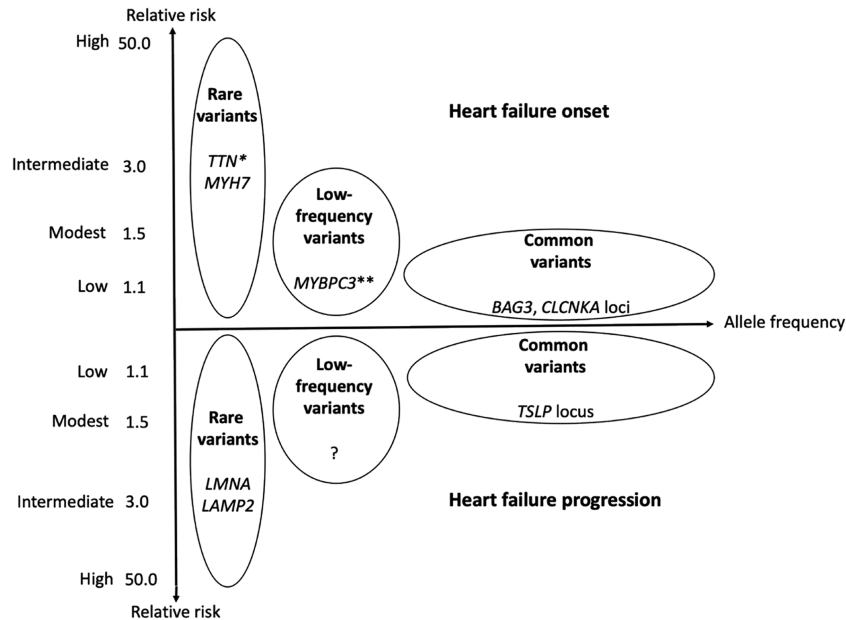 Relative risk
High 50.0
Rare
variants
Heart failure onset
TTN*
Intermediate 3.0
MYH7
Low-
frequency
variants
Modest 1.5
Common
variants
MYBPC3**
Low 1.1
BAG3, CLCNKA loci
Allele frequency
Common
variants
Low-
frequency
variants
Low 1.1
TSLP locus
Modest 1.5
Rare
variants
?
LMNA
LAMP2
Intermediate 3.0
Heart failure progression
High 50.0
Relative risk